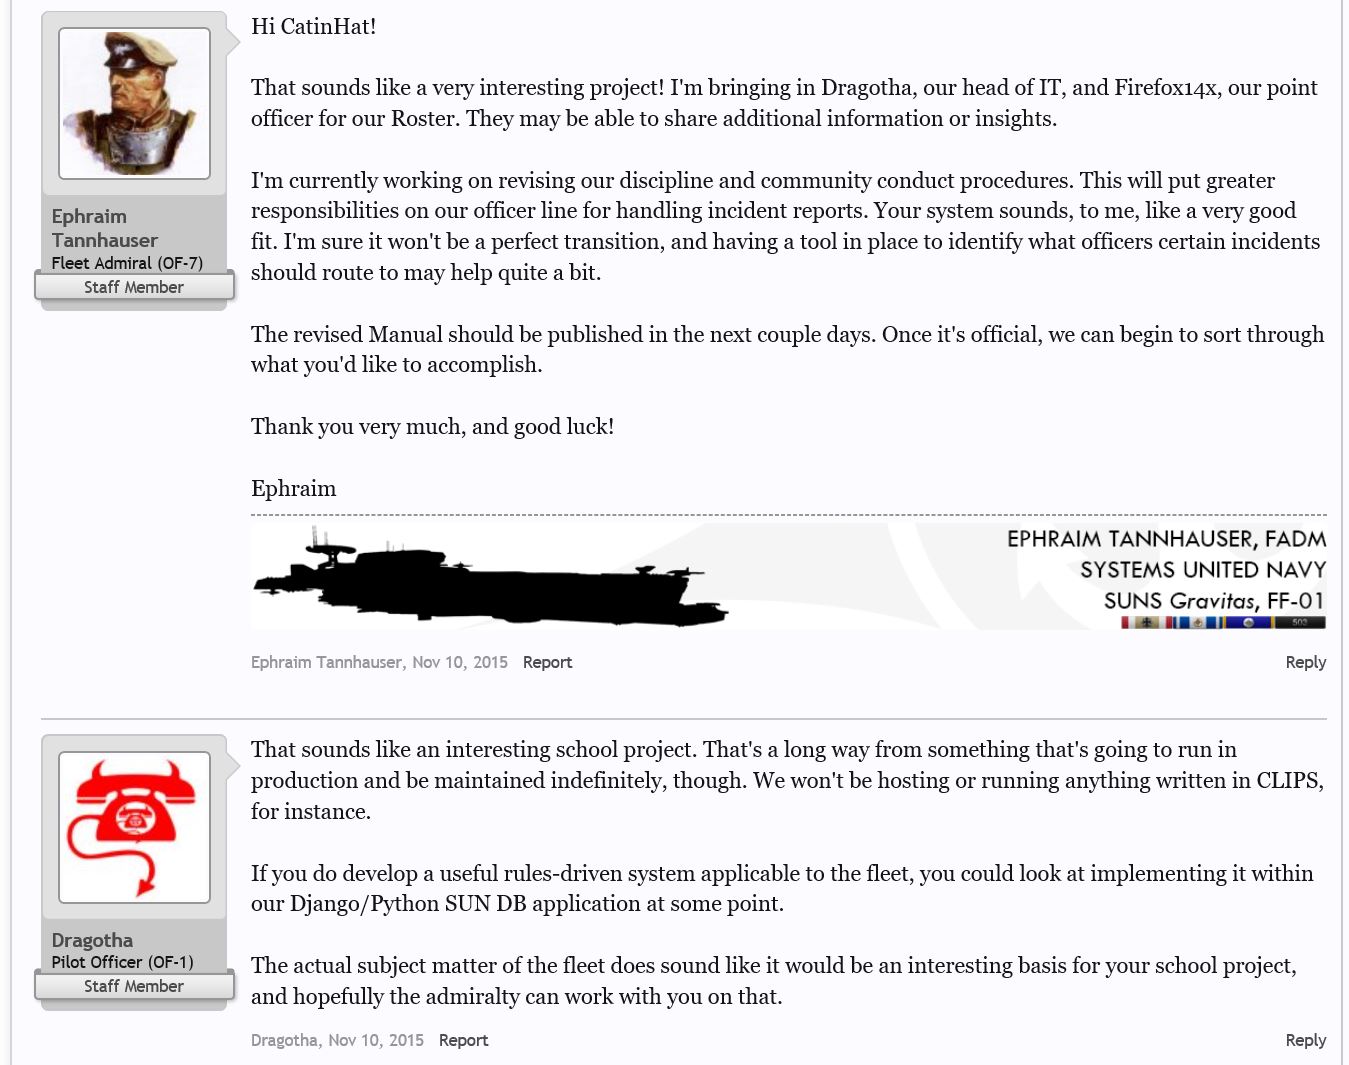 Hi CatinHat!
That sounds like a very interesting project! I'm bringing in Dragotha, our head of IT, and Firefox14x, our point
officer for our Roster. They may be able to share additional information or insights.
I'm currently working on revising our discipline and community conduct procedures. This will put greater
responsibilities on our officer line for handling incident reports. Your system sounds, to me, like a very good
fit. I'm sure it won't be a perfect transition, and having a tool in place to identify what officers certain incidents
should route to may help quite a bit.
The revised Manual should be published in the next couple days. Once it's official, we can begin to sort through
what you'd like to accomplish.
Thank you very much, and good luck!
Ephraim
Ephraim
Tannhauser
Fleet Admiral (OF-7)
Staff Member
EPHRAIM TANNHAUSER, FADM
SYSTEMS UNITED NAVY
SUNS Gravitas, FF-01
503
Ephraim Tannhauser, Nov 10, 2015 Report Reply
That sounds like an interesting school project. That's a long way from something that's going to run in
production and be maintained indefinitely, though. We won't be hosting or running anything written in CLIPS,
for instance.
If you do develop a useful rules-driven system applicable to the fleet, you could look at implementing it within
our Django/Python SUN DB application at some point.
The actual subject matter of the fleet does sound like it would be an interesting basis for your school project,
and hopefully the admiralty can work with you on that.
Dragotha
Pilot Officer (OF-1)
Staff Member
Dragotha, Nov 10, 2015 Report Reply